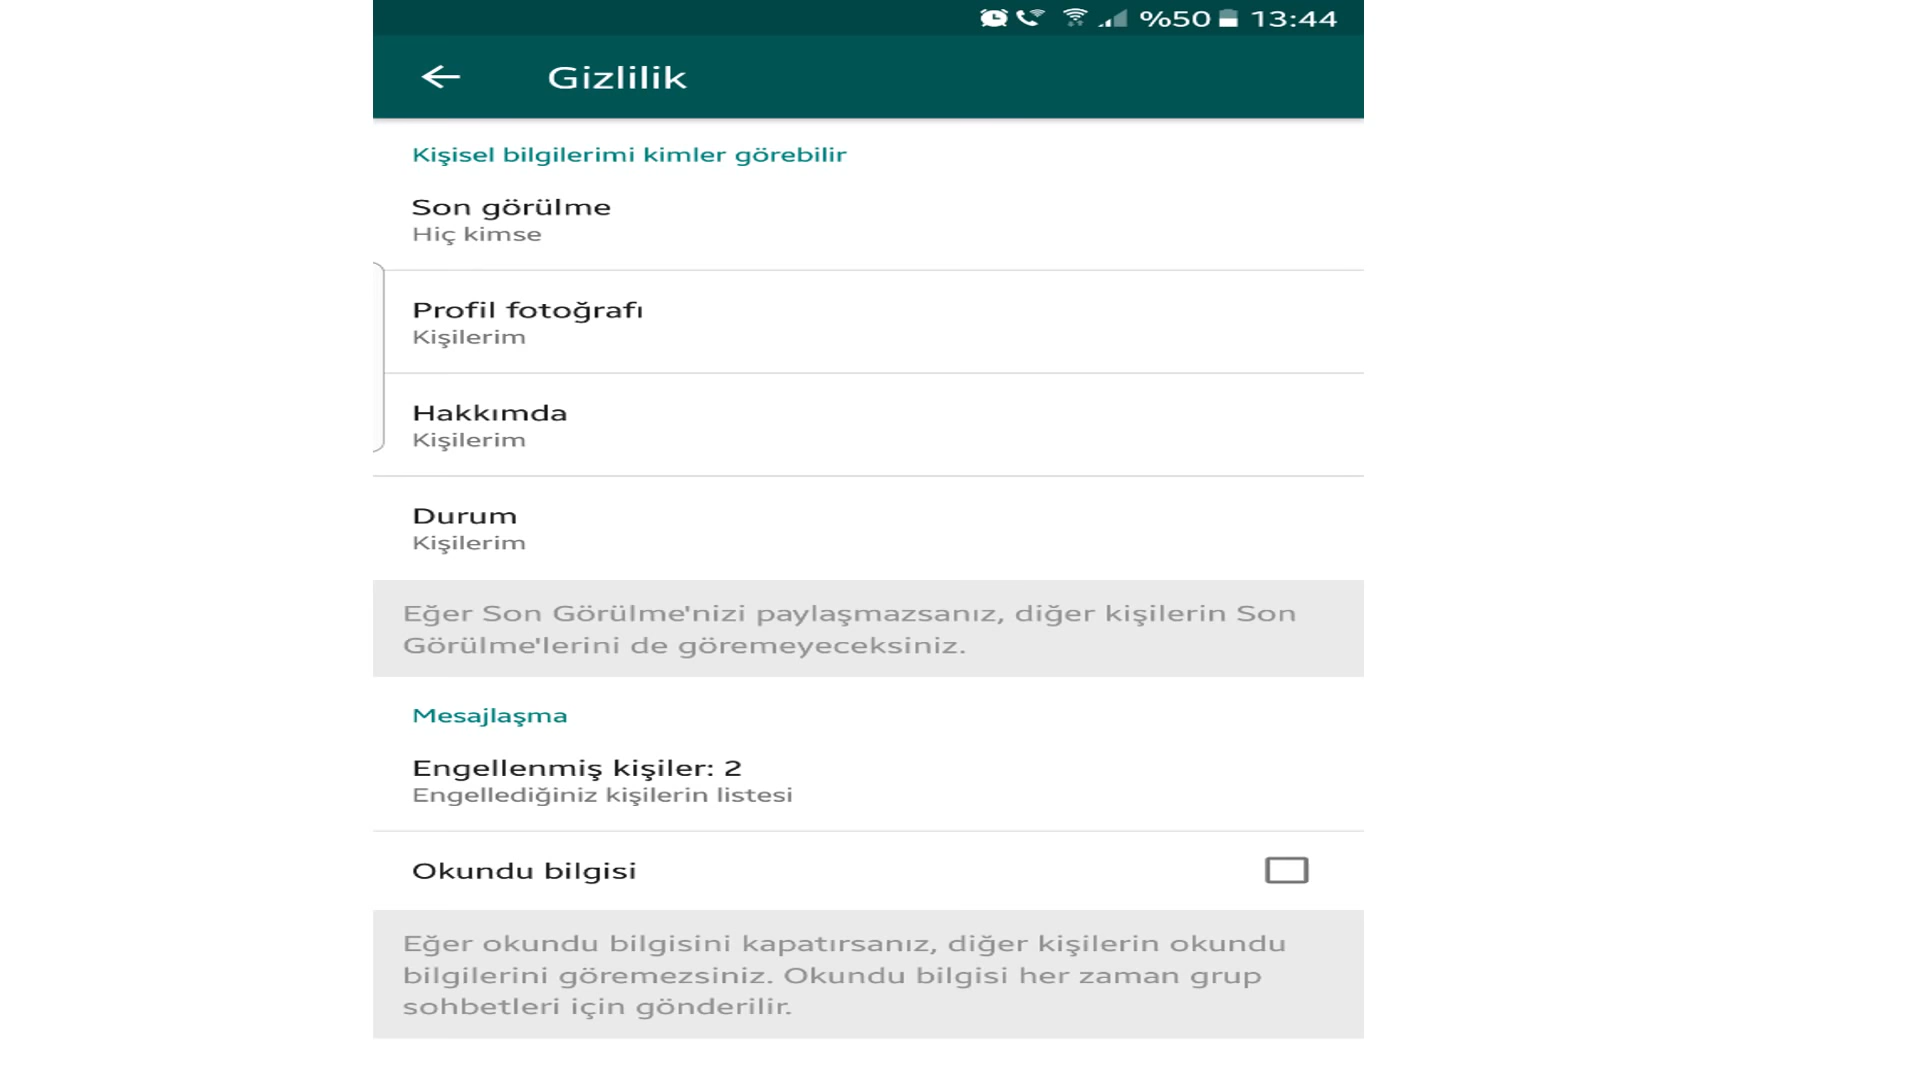 %50 13:44
Gizlilik
Kişisel bilgilerimi kimler görebilir
Son görülme
Hiç kimse
Profil fotoğrafı
Kişilerim
Hakkımda
Kişilerim
Durum
Kişilerim
Eğer Son Görülme'nizi paylaşmazsanız, diğer kişilerin Son
Görülme'lerini de göremeyeceksiniz.
Mesajlaşma
Engellenmiş kişiler: 2
Engellediğiniz kişilerin listesi
Okundu bilgisi
Eğer okundu bilgisini kapatırsanız, diğer kişilerin okundu
bilgilerini göremezsiniz. Okundu bilgisi her zaman grup
sohbetleri için gönderilir.